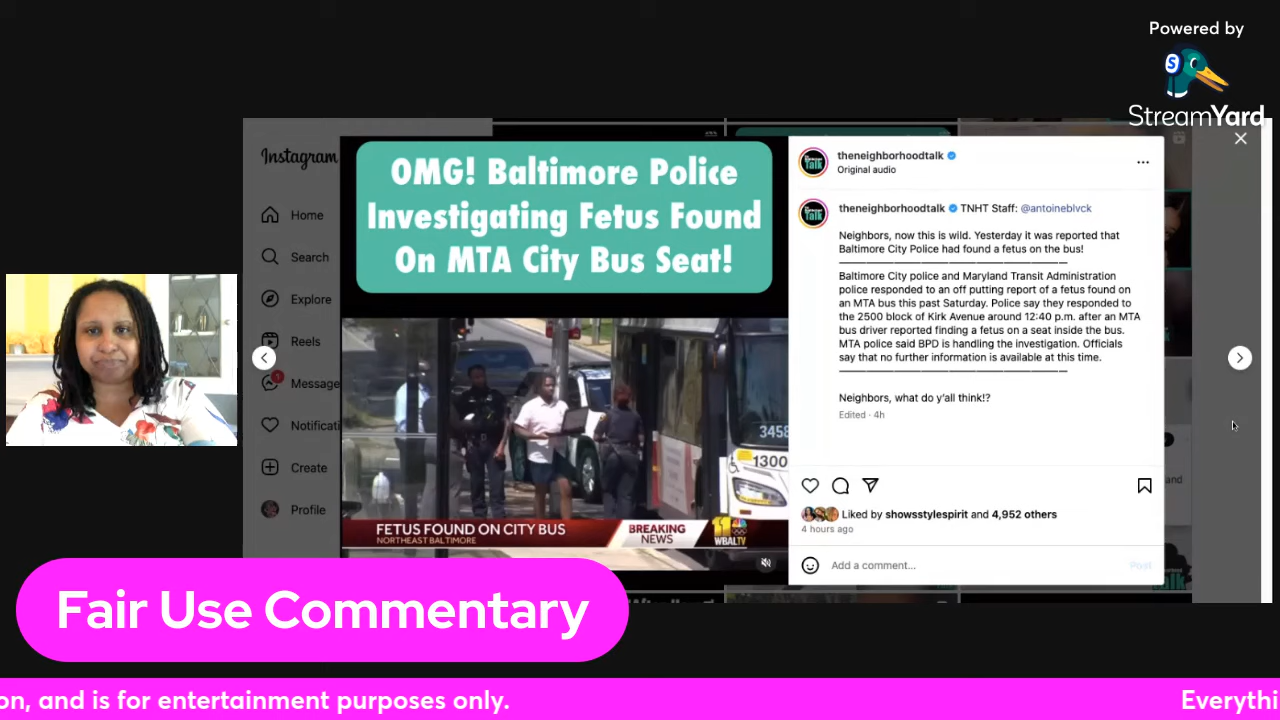 Powered by
StreamYard
Instagram
Home
Search
Explore
Reels
1
Message
Notificati
Create
Profile
OMG! Baltimore Police
Investigating Fetus Found
On MTA City Bus Seat!
3458
1300
FETUS FOUND ON CITY BUS
NORTHEAST BALTIMORE
BREAKING
NEWS
11
WBALTV
theneighborhoodtalk
Original audio
theneighborhoodtalk TNHT Staff: @antoineblvck
Neighbors, now this is wild. Yesterday it was reported that
Baltimore City Police had found a fetus on the bus!
Baltimore City police and Maryland Transit Administration
police responded to an off putting report of a fetus found on
an MTA bus this past Saturday. Police say they responded to
the 2500 block of Kirk Avenue around 12:40 p.m. after an MTA
bus driver reported finding a fetus on a seat inside the bus.
MTA police said BPD is handling the investigation. Officials
say that no further information is available at this time.
Neighbors, what do y'all think!?
Edited · 4h
Liked by showsstylespirit and 4,952 others
4 hours ago
Add a comment...
Post
and
Talk
Fair Use Commentary
on, and is for entertainment purposes only.
Everythi